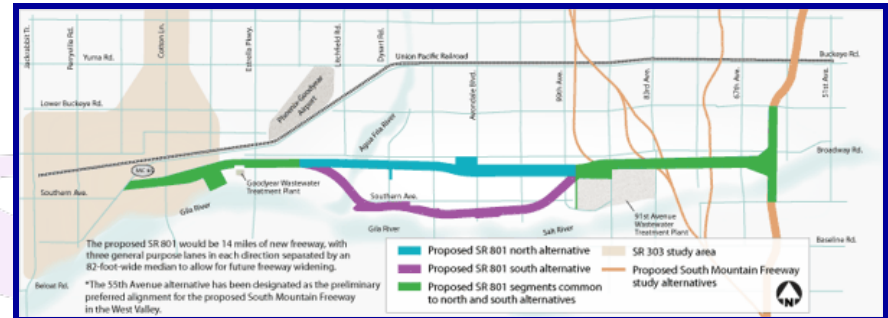 Jackrabbit Tr.
Perryville Rd.
Cotton Ln.
Estrella Pkwy.
Litchfield Rd.
Dysart Rd.
Yuma Rd.
Union Pacific Railroad
Buckeye Rd.
Lower Buckeye Rd.
Phoenix-Goodyear
Airport
Agua Fria River
Avondale Blvd.
99th Ave.
83rd Ave.
67th Ave.
51st Ave.
Broadway Rd.
Southern Ave.
Goodyear Wastewater
Treatment Plant
Gila River
Southern Ave.
Gila River
Salt River
91st Avenue
Wastewater
Treatment Plant
Baseline Rd.
Beloat Rd.
The proposed SR 801 would be 14 miles of new freeway, with
three general purpose lanes in each direction separated by an
82-foot-wide median to allow for future freeway widening.
*The 55th Avenue alternative has been designated as the preliminary
preferred alignment for the proposed South Mountain Freeway
in the West Valley.
Proposed SR 801 north alternative
Proposed SR 801 south alternative
Proposed SR 801 segments common
to north and south alternatives
SR 303 study area
Proposed South Mountain Freeway
study alternatives
N